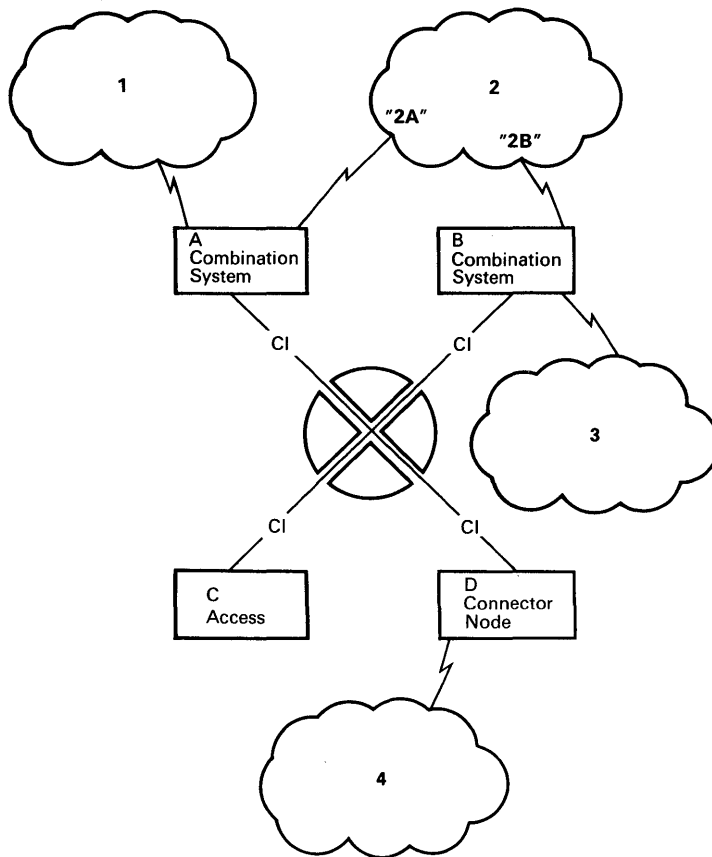 1
2
"2A"
"2B"
A
Combination
System
B
Combination
System
CI
CI
3
CI
CI
C
Access
D
Connector
Node
4